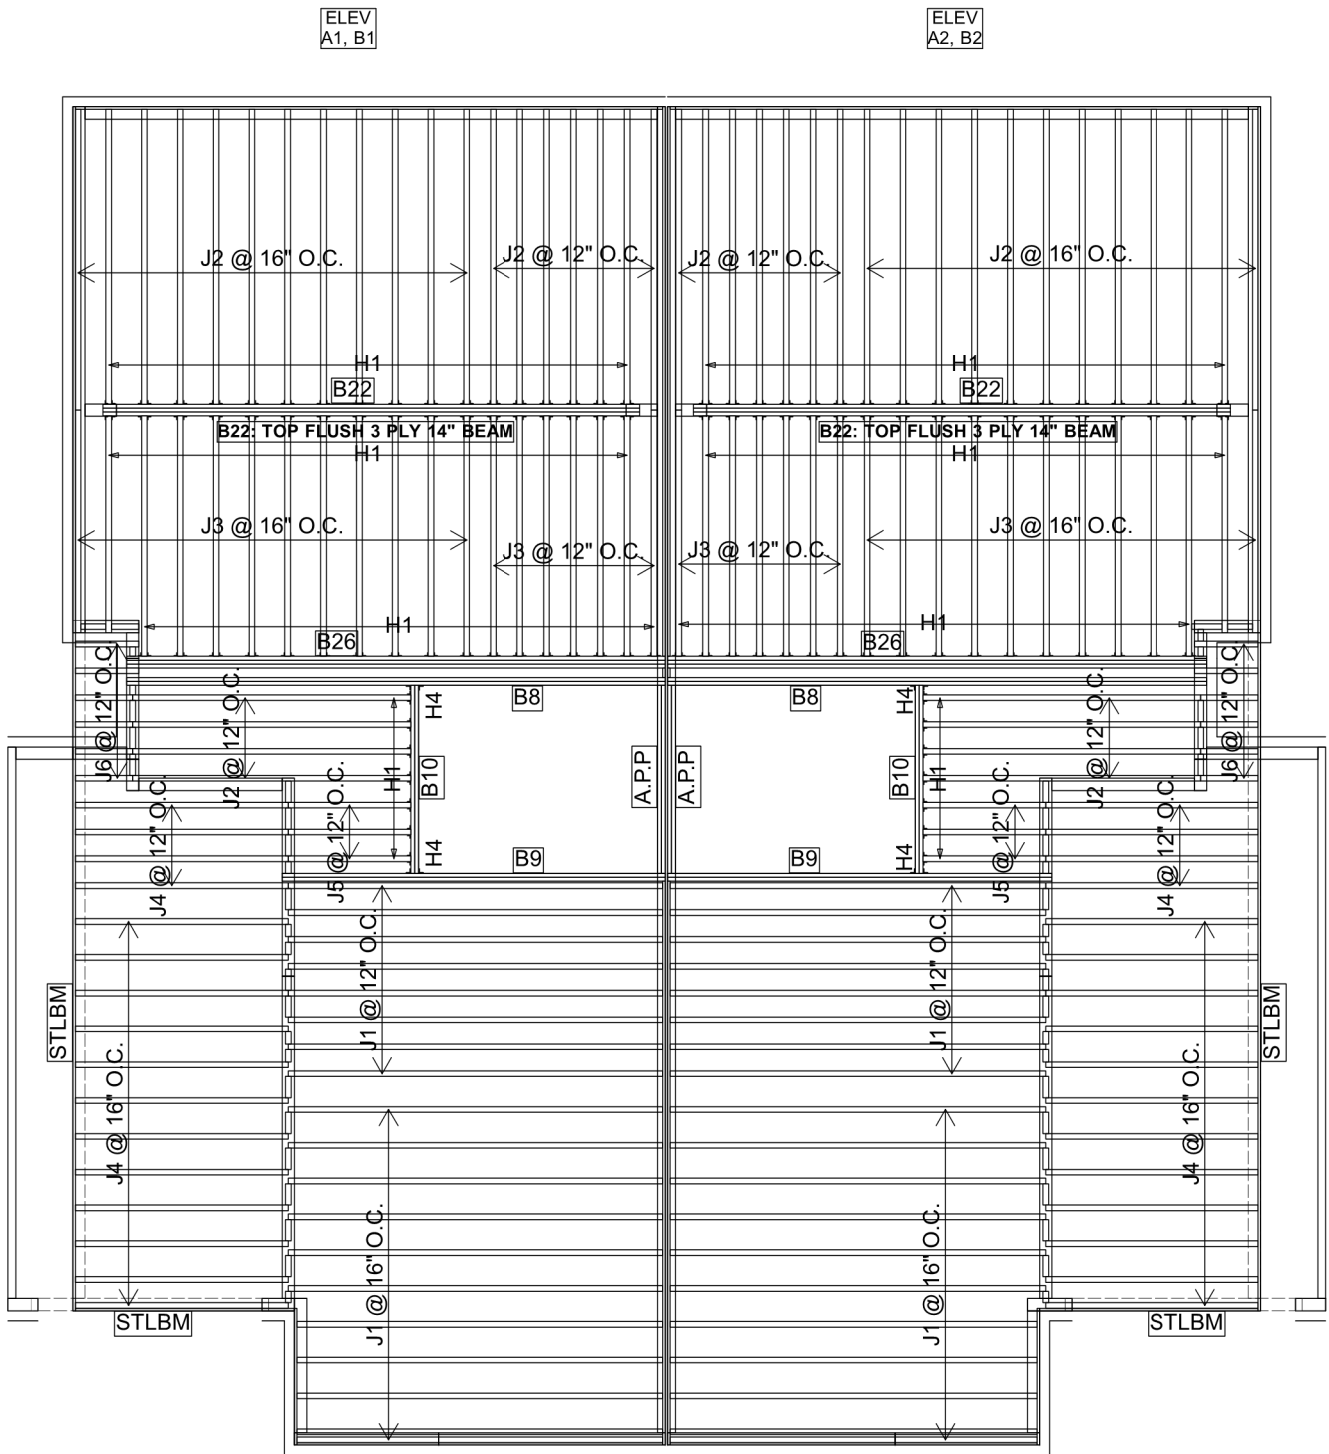 ELEV
A1, B1
ELEV
A2, B2
J2 @ 16" O.C.
J2 @ 12" O.C.
J2 @ 12" O.C.
J2 @ 16" O.C.
H1
H1
B22
B22
B22: TOP FLUSH 3 PLY 14" BEAM
B22: TOP FLUSH 3 PLY 14" BEAM
H1
H1
J3 @ 16" O.C.
J3 @ 12" O.C.
J3 @ 12" O.C.
J3 @ 16" O.C.
H1
H1
B26
B26
J6 @ 12" O.C.
J2 @ 12" O.C.
H4
B8
B8
H4
J2 @ 12" O.C.
J6 @ 12" O.C.
H1
B10
A.P.P
A.P.P
B10
H1
J4 @ 12" O.C.
J5 @ 12" O.C.
H4
B9
B9
H4
J5 @ 12" O.C.
J4 @ 12" O.C.
J1 @ 12" O.C.
J1 @ 12" O.C.
STLBM
STLBM
J4 @ 16" O.C.
J4 @ 16" O.C.
J1 @ 16" O.C.
J1 @ 16" O.C.
STLBM
STLBM